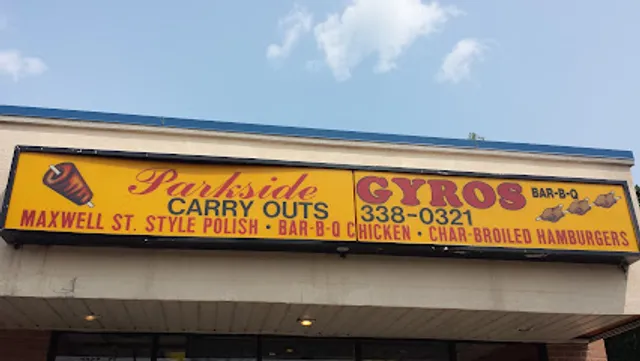 Parkside GYROS BAR-B-Q
CARRY OUTS 338-0321
MAXWELL ST. STYLE POLISH • BAR-B-Q CHICKEN • CHAR-BROILED HAMBURGERS